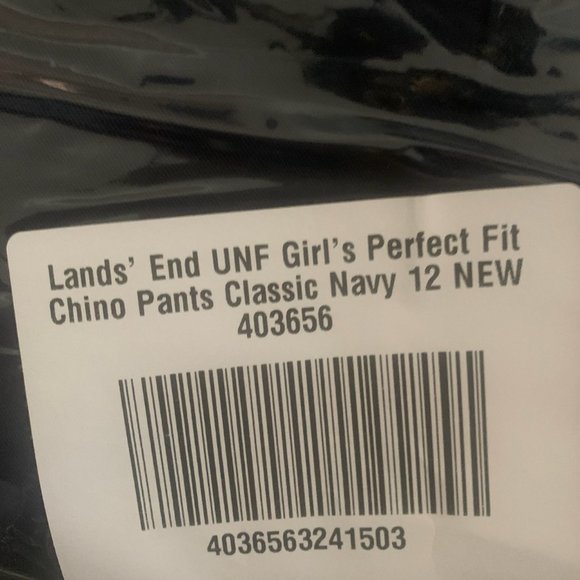 Lands' End UNF Girl's Perfect Fit
Chino Pants Classic Navy 12 NEW
403656
4036563241503